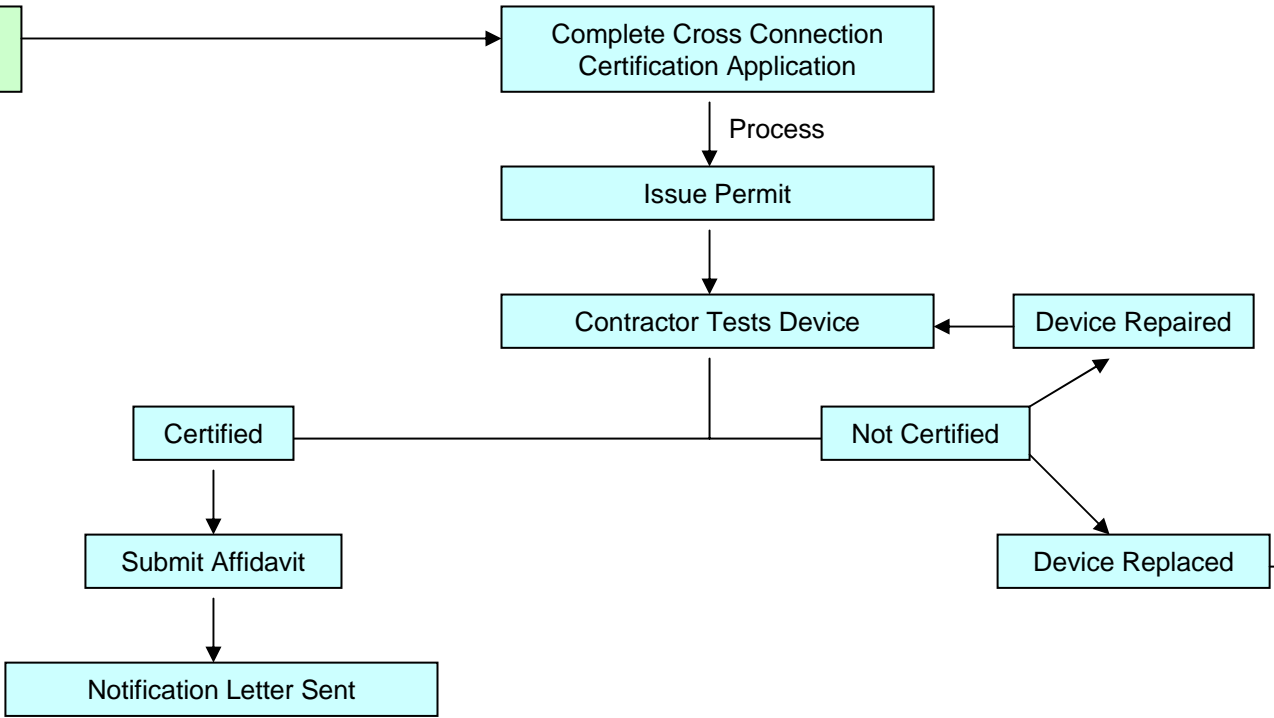 Complete Cross Connection
Certification Application
Process
Issue Permit
Contractor Tests Device
Device Repaired
Certified
Not Certified
Submit Affidavit
Device Replaced
Notification Letter Sent